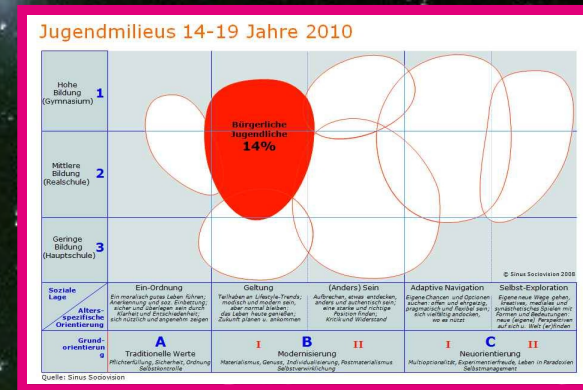 Jugendmilieus 14-19 Jahre 2010
Hohe
Bildung
(Gymnasium)
1
Mittlere
Bildung
(Realschule)
2
Geringe
Bildung
(Hauptschule)
3
Bürgerliche
Jugendliche
14%
© Sinus Sociovision 2008
Soziale
Lage
Alters-
spezifische
Orientierung
Ein-Ordnung
Ein moralisch gutes Leben führen;
Anerkennung und soz. Einbettung;
sicher und überlegen sein durch
Klarheit und Entschiedenheit;
sich nützlich und angenehm zeigen
Geltung
Teilhaben an Lifestyle-Trends;
modisch und modern sein,
aber normal bleiben;
das Leben heute genießen;
Zukunft planen u. ankommen
(Anders) Sein
Aufbrechen, etwas entdecken,
anders und authentisch sein;
eine starke und richtige
Position finden;
Kritik und Widerstand
Adaptive Navigation
Eigene Chancen und Optionen
suchen: offen und ehrgeizig,
pragmatisch und flexibel sein;
sich vielfältig andocken,
wo es nützt
Selbst-Exploration
Eigene neue Wege gehen,
kreatives, mediales und
synästhetisches Spielen mit
Formen und Bedeutungen:
neue (eigene) Perspektiven
auf sich u. Welt (er)finden
Grund-
orientierun
g
A
Traditionelle Werte
Pflichterfüllung, Sicherheit, Ordnung
Selbstkontrolle
I B II
Modernisierung
Materialismus, Genuss, Individualisierung, Postmaterialismus
Selbstverwirklichung
I C II
Neuorientierung
Multioptionalität, Experimentierfreude, Leben in Paradoxien
Selbstmanagement
Quelle: Sinus Sociovision